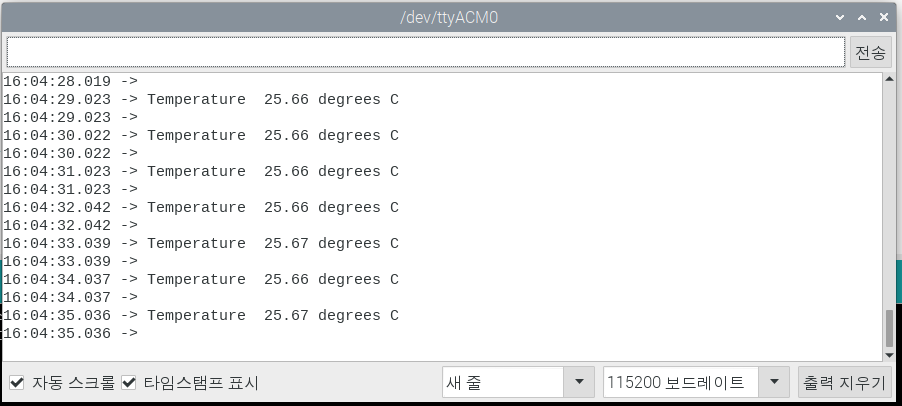 /dev/ttyACM0
전송
16:04:28.019 ->
16:04:29.023 -> Temperature  25.66 degrees C
16:04:29.023 ->
16:04:30.022 -> Temperature  25.66 degrees C
16:04:30.022 ->
16:04:31.023 -> Temperature  25.66 degrees C
16:04:31.023 ->
16:04:32.042 -> Temperature  25.66 degrees C
16:04:32.042 ->
16:04:33.039 -> Temperature  25.67 degrees C
16:04:33.039 ->
16:04:34.037 -> Temperature  25.66 degrees C
16:04:34.037 ->
16:04:35.036 -> Temperature  25.67 degrees C
16:04:35.036 ->
자동 스크롤 타임스탬프 표시 새 줄 115200 보드레이트 출력 지우기